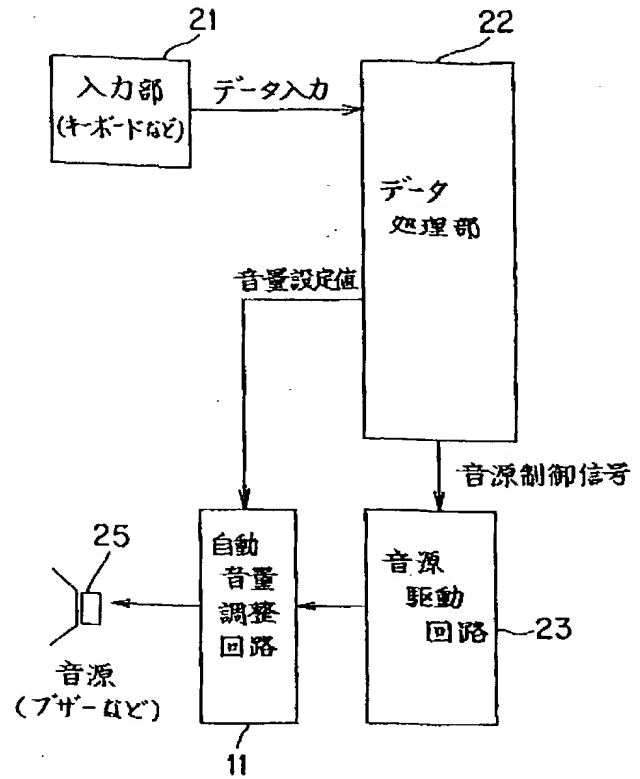 21
22
入力部
(キーボードなど)
データ入力
データ
処理部
音量設定値
音源制御信号
25
自動
音量
調整
回路
音源
駆動
回路
23
音源
(ブザーなど)
11